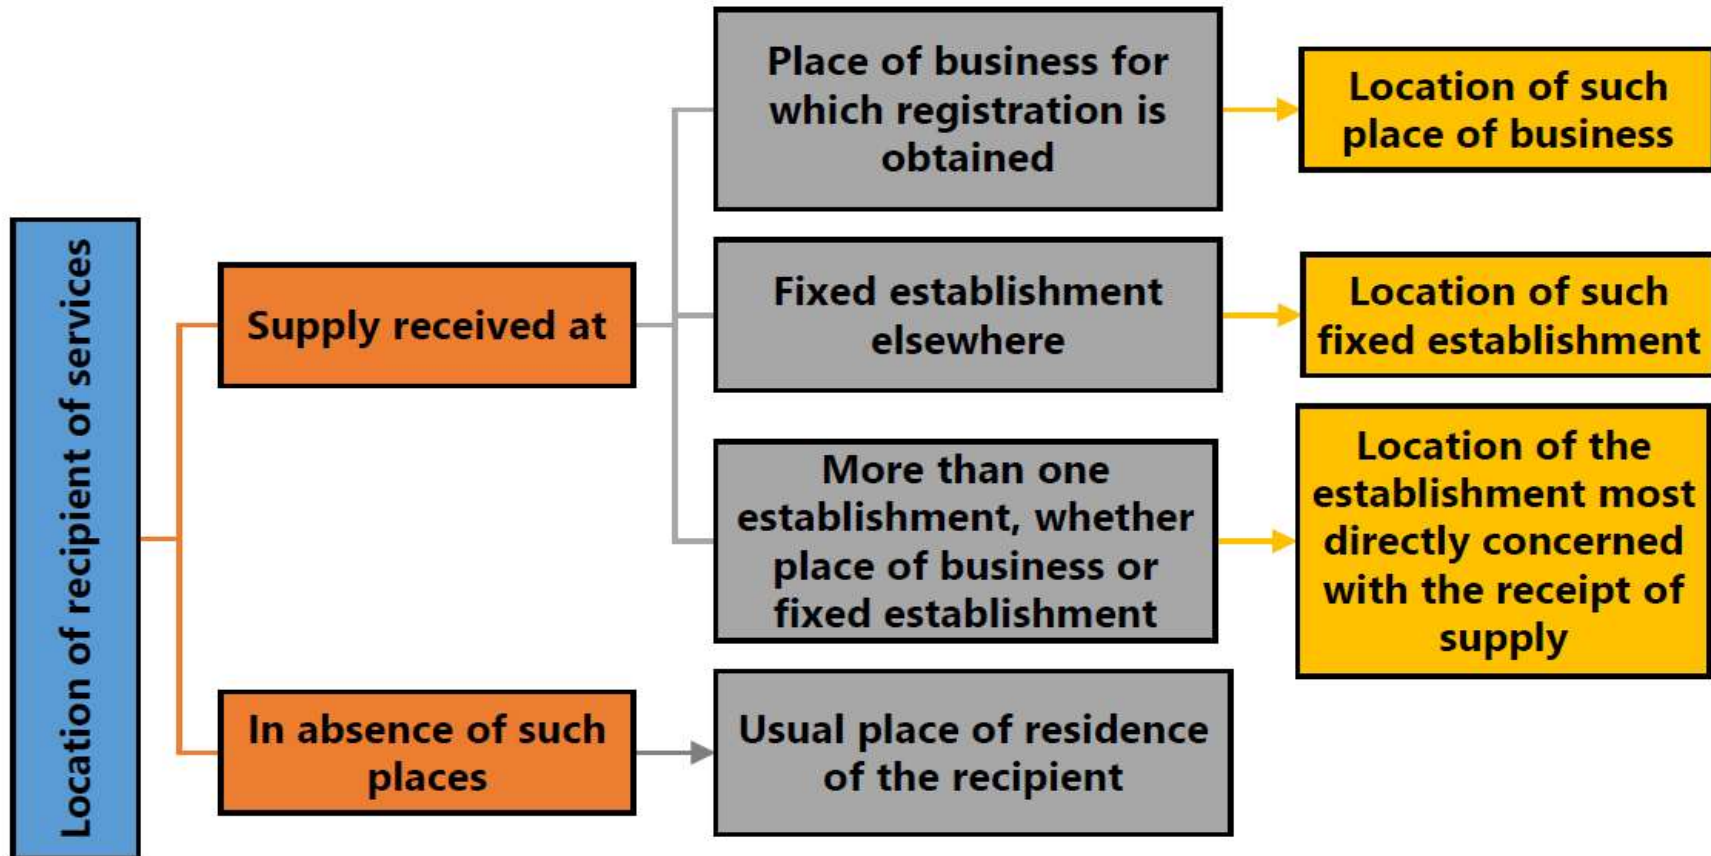 Location of recipient of services
Supply received at
Place of business for
which registration is
obtained
Location of such
place of business
Fixed establishment
elsewhere
Location of such
fixed establishment
More than one
establishment, whether
place of business or
fixed establishment
Location of the
establishment most
directly concerned
with the receipt of
supply
In absence of such
places
Usual place of residence
of the recipient